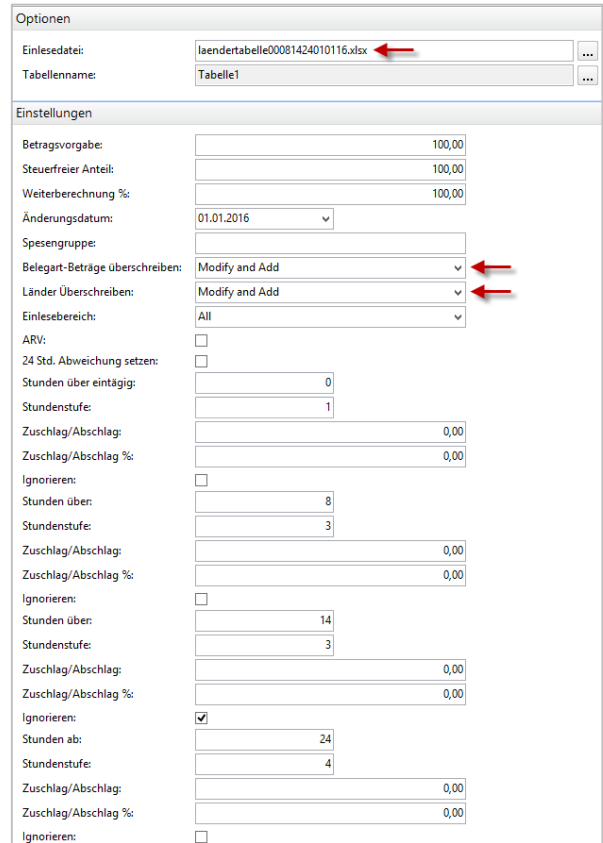 Optionen
Einlesedatei: laendertabelle00081424010116.xlsx ...
Tabellenname: Tabelle1 ...
Einstellungen
Betragsvorgabe: 100,00
Steuerfreier Anteil: 100,00
Weiterberechnung %: 100,00
Änderungsdatum: 01.01.2016
Spesengruppe:
Belegart-Beträge überschreiben: Modify and Add
Länder Überschreiben: Modify and Add
Einlesebereich: All
ARV:
24 Std. Abweichung setzen:
Stunden über eintägig: 0
Stundenstufe: 1
Zuschlag/Abschlag: 0,00
Zuschlag/Abschlag %: 0,00
Ignorieren:
Stunden über: 8
Stundenstufe: 3
Zuschlag/Abschlag: 0,00
Zuschlag/Abschlag %: 0,00
Ignorieren:
Stunden über: 14
Stundenstufe: 3
Zuschlag/Abschlag: 0,00
Zuschlag/Abschlag %: 0,00
Ignorieren:
Stunden ab: 24
Stundenstufe: 4
Zuschlag/Abschlag: 0,00
Zuschlag/Abschlag %: 0,00
Ignorieren: